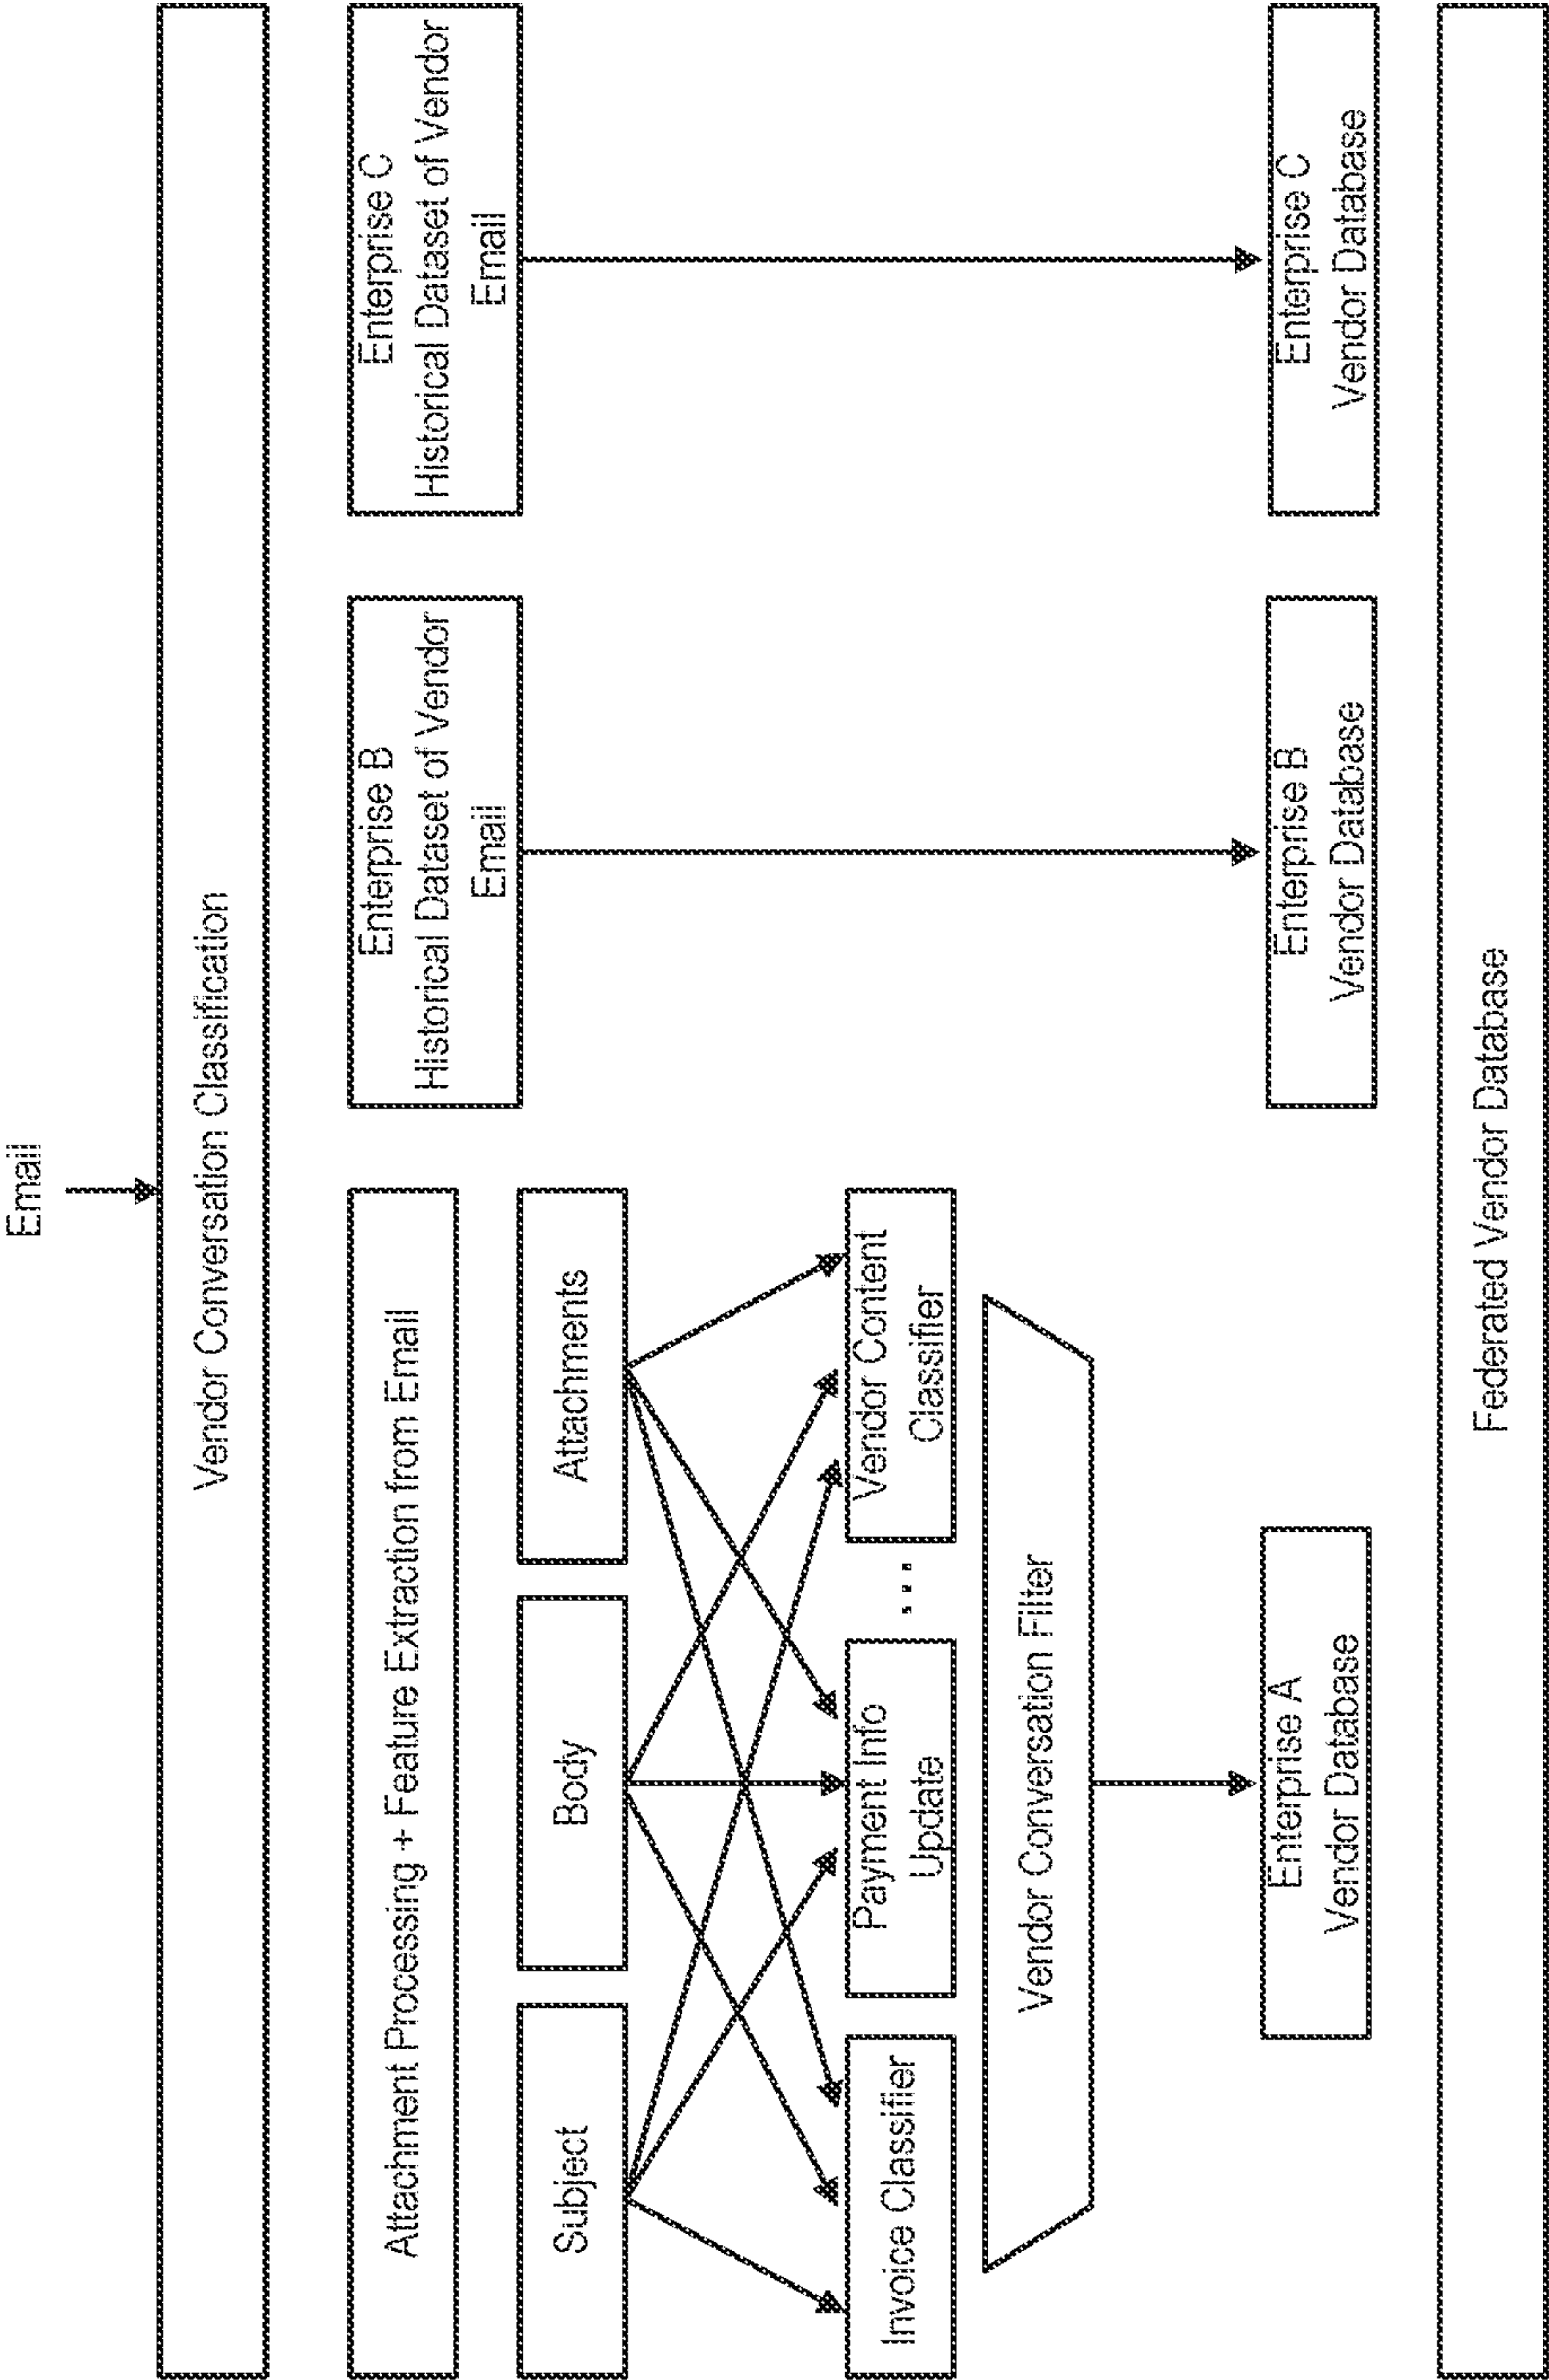 Email
Vendor Conversation Classification
Attachment Processing + Feature Extraction from Email
Enterprise B
Historical Dataset of Vendor
Email
Enterprise C
Historical Dataset of Vendor
Email
Subject
Body
Attachments
Invoice Classifier
Payment Info
Update
...
Vendor Content
Classifier
Vendor Conversation Filter
Enterprise A
Vendor Database
Enterprise B
Vendor Database
Enterprise C
Vendor Database
Federated Vendor Database